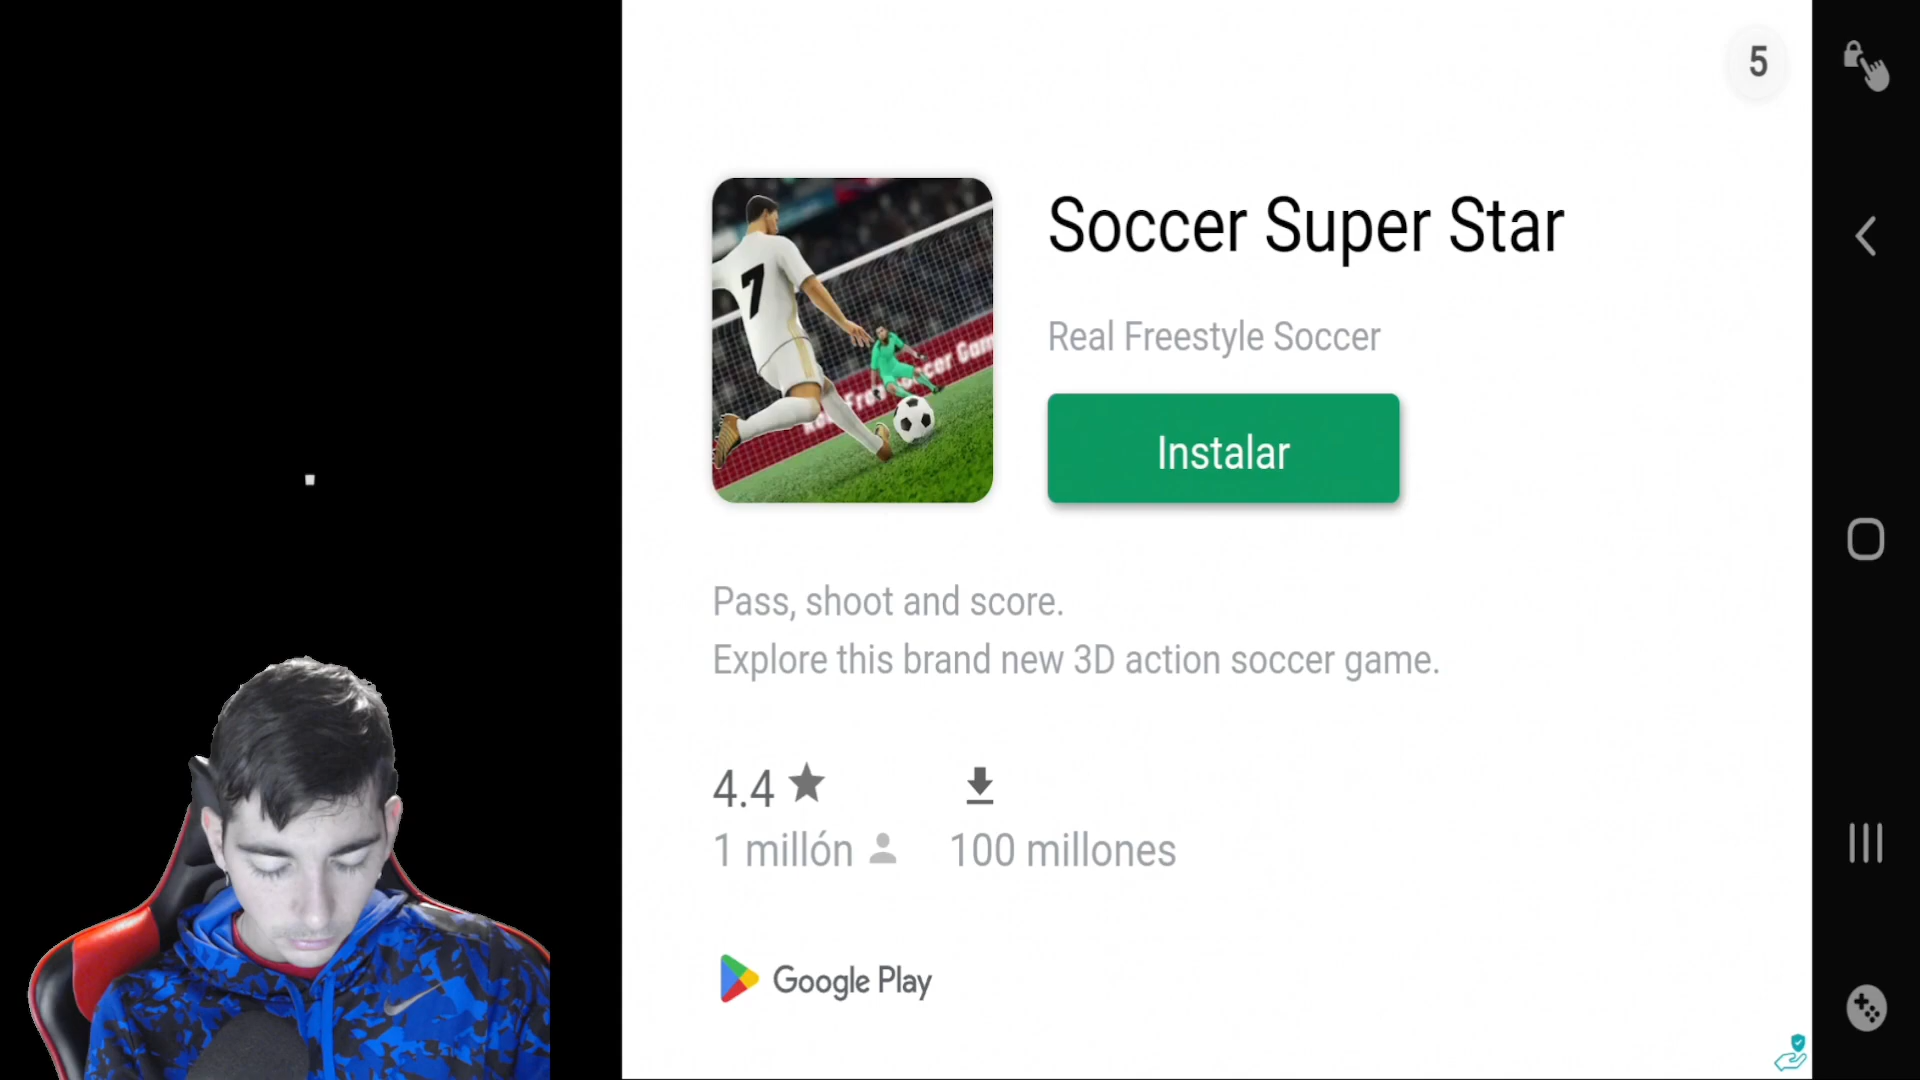 5
Soccer Super Star
Real Freestyle Soccer
Instalar
7
Pass, shoot and score.
Explore this brand new 3D action soccer game.
4.4
1 millón
100 millones
Google Play